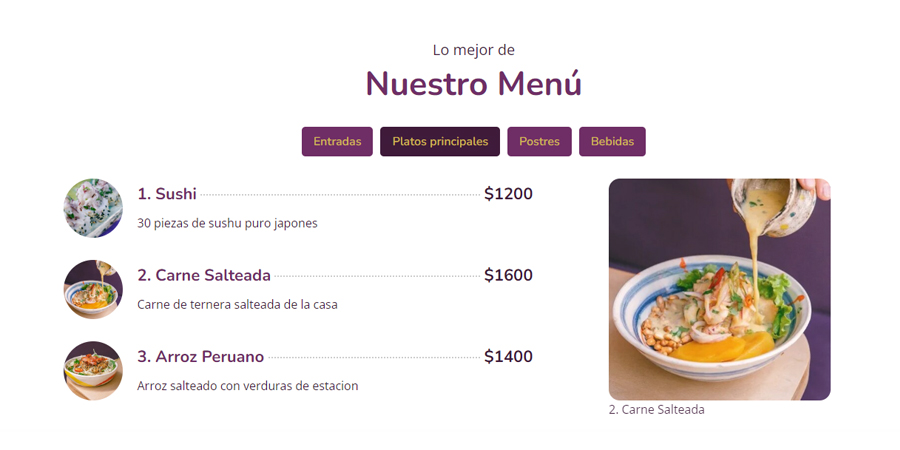 Lo mejor de
Nuestro Menú
Entradas Platos principales Postres Bebidas
1. Sushi $1200
30 piezas de sushu puro japones
2. Carne Salteada $1600
Carne de ternera salteada de la casa
3. Arroz Peruano $1400
Arroz salteado con verduras de estacion
2. Carne Salteada